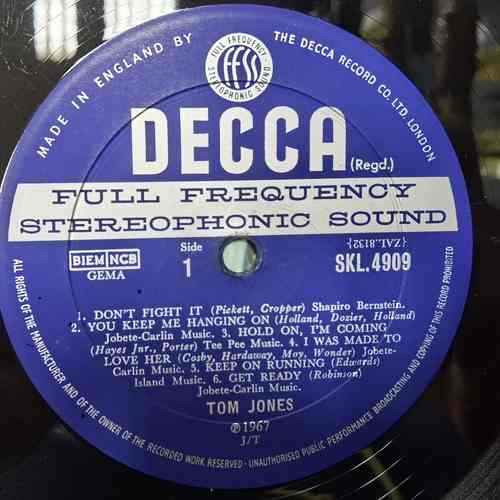 MADE IN ENGLAND BY
THE DECCA RECORD CO. LTD, LONDON
FULL FREQUENCY
STEREOPHONIC SOUND
FFSS
DECCA
(Regd.)
FULL FREQUENCY
STEREOPHONIC SOUND
BIEM NCB
GEMA
Side
1
{ZAL.8132}
SKL.4909
1. DON'T FIGHT IT (Pickett, Cropper) Shapiro Bernstein.
2. YOU KEEP ME HANGING ON (Holland, Dozier, Holland)
Jobete-Carlin Music. 3. HOLD ON, I'M COMING
(Hayes Jnr., Porter) Tee Pee Music. 4. I WAS MADE TO
LOVE HER (Cosby, Hardaway, Moy, Wonder) Jobete-
Carlin Music. 5. KEEP ON RUNNING (Edwards)
Island Music. 6. GET READY (Robinson)
Jobete-Carlin Music.
TOM JONES
℗ 1967
J/T
ALL RIGHTS OF THE MANUFACTURER AND OF THE OWNER OF THE RECORDED WORK RESERVED · UNAUTHORISED PUBLIC PERFORMANCE BROADCASTING AND COPYING OF THIS RECORD PROHIBITED